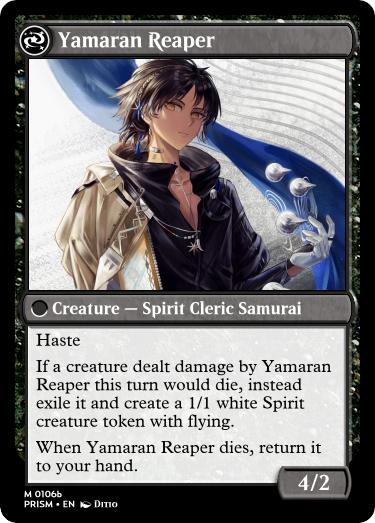 Yamaran Reaper
Creature — Spirit Cleric Samurai
Haste
If a creature dealt damage by Yamaran
Reaper this turn would die, instead
exile it and create a 1/1 white Spirit
creature token with flying.
When Yamaran Reaper dies, return it
to your hand.
4/2
M 0106b
PRISM • EN Ditio